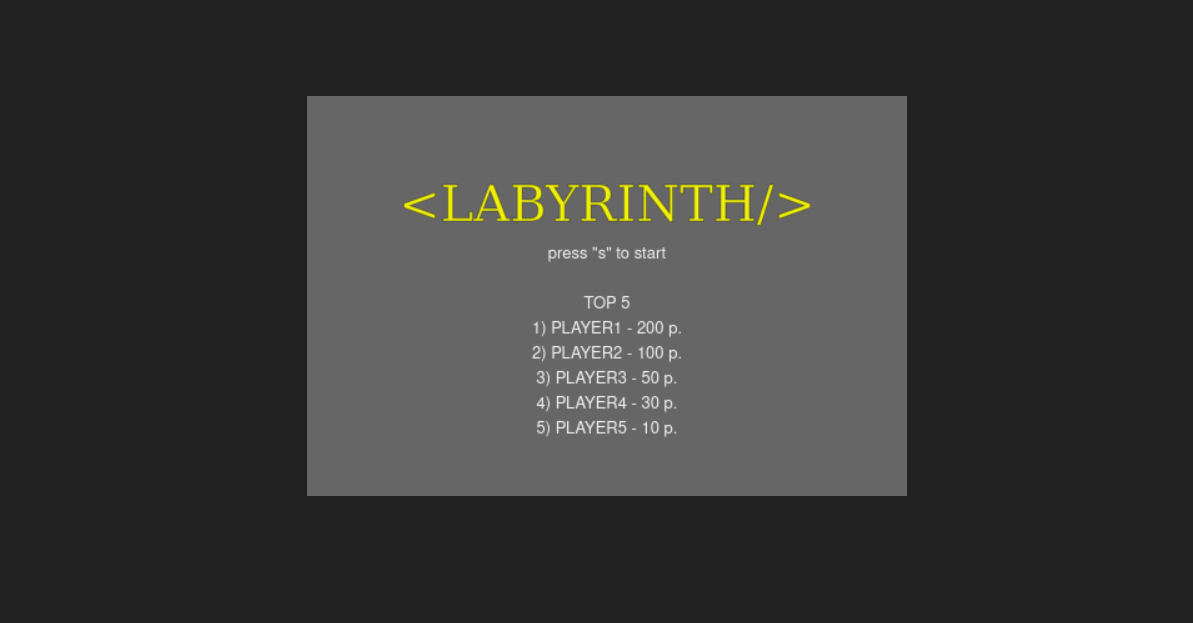 <LABYRINTH/>
press "s" to start
TOP 5
1) PLAYER1 - 200 p.
2) PLAYER2 - 100 p.
3) PLAYER3 - 50 p.
4) PLAYER4 - 30 p.
5) PLAYER5 - 10 p.